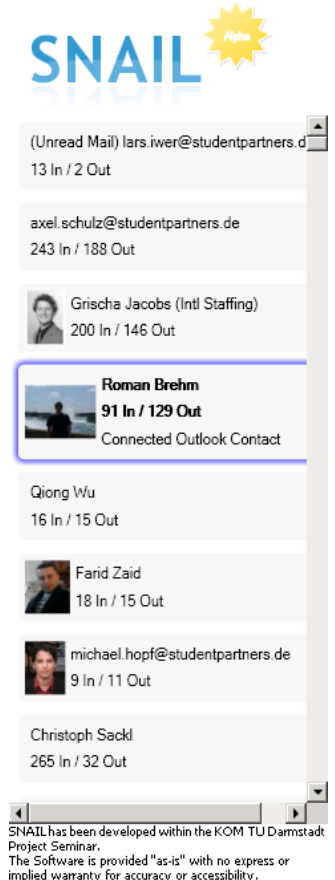 SNAIL
Alpha
(Unread Mail) lars.iwer@studentpartners.d
13 In / 2 Out
axel.schulz@studentpartners.de
243 In / 188 Out
Grischa Jacobs (Intl Staffing)
200 In / 146 Out
Roman Brehm
91 In / 129 Out
Connected Outlook Contact
Qiong Wu
16 In / 15 Out
Farid Zaid
18 In / 15 Out
michael.hopf@studentpartners.de
9 In / 11 Out
Christoph Sackl
265 In / 32 Out
SNAIL has been developed within the KOM TU Darmstadt
Project Seminar.
The Software is provided "as-is" with no express or
implied warranty for accuracy or accessibility.